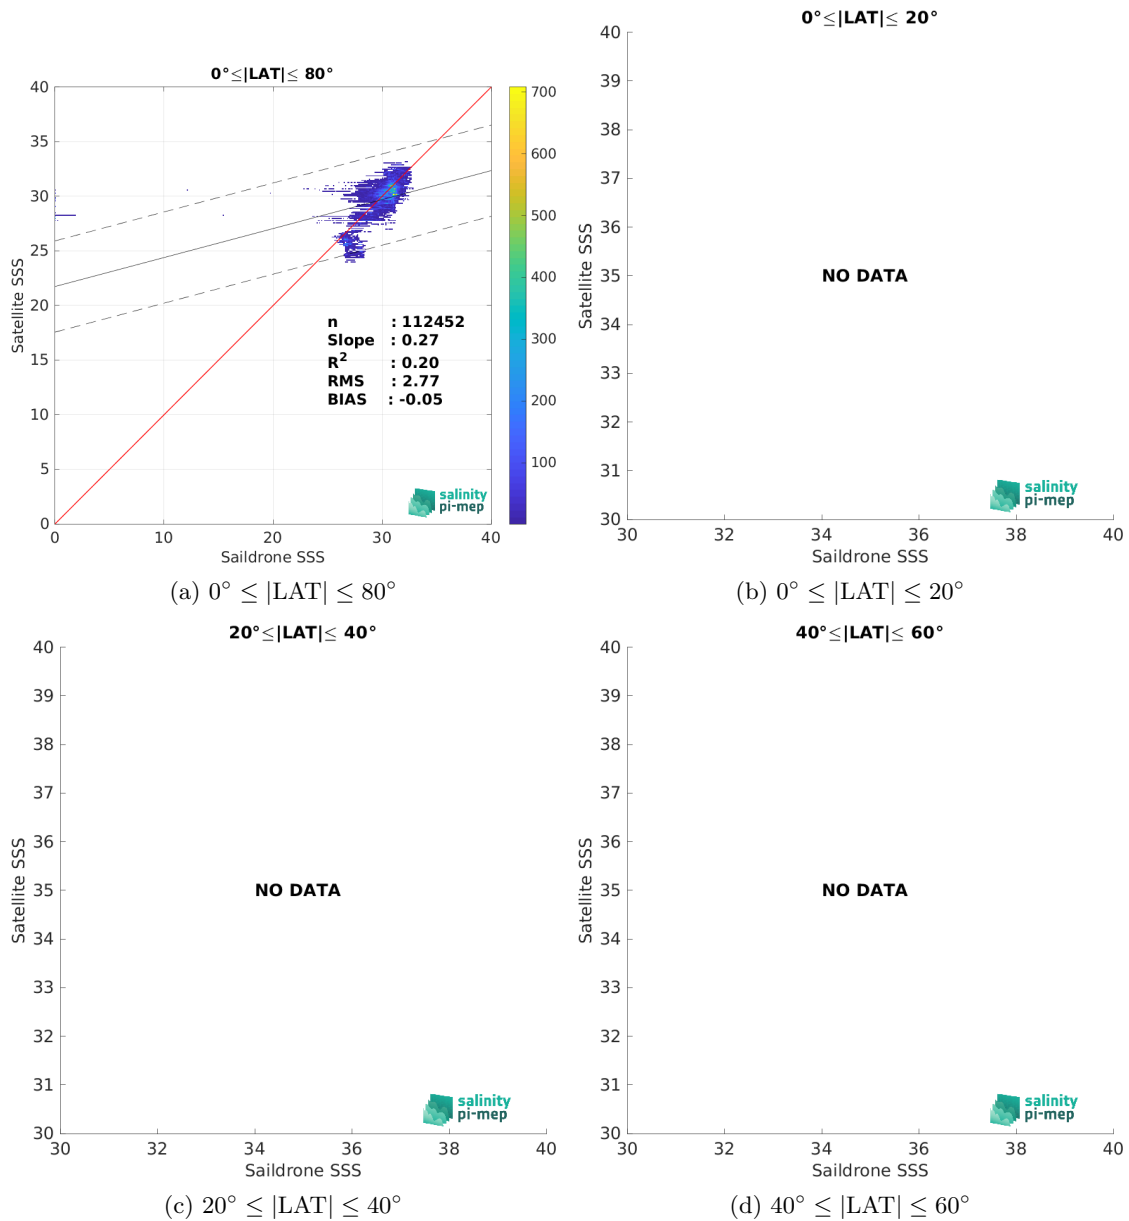 0°≤|LAT|≤ 80°
40
35
30
25
20
15
10
5
0
Satellite SSS
0
10
20
30
40
Saildrone SSS
700
600
500
400
300
200
100
n : 112452
Slope : 0.27
R² : 0.20
RMS : 2.77
BIAS : -0.05
salinity
pi-mep
(a) 0° ≤ |LAT| ≤ 80°
0°≤|LAT|≤ 20°
40
39
38
37
36
35
34
33
32
31
30
Satellite SSS
NO DATA
salinity
pi-mep
30
32
34
36
38
40
Saildrone SSS
(b) 0° ≤ |LAT| ≤ 20°
20°≤|LAT|≤ 40°
40
39
38
37
36
35
34
33
32
31
30
Satellite SSS
NO DATA
salinity
pi-mep
30
32
34
36
38
40
Saildrone SSS
(c) 20° ≤ |LAT| ≤ 40°
40°≤|LAT|≤ 60°
40
39
38
37
36
35
34
33
32
31
30
Satellite SSS
NO DATA
salinity
pi-mep
30
32
34
36
38
40
Saildrone SSS
(d) 40° ≤ |LAT| ≤ 60°